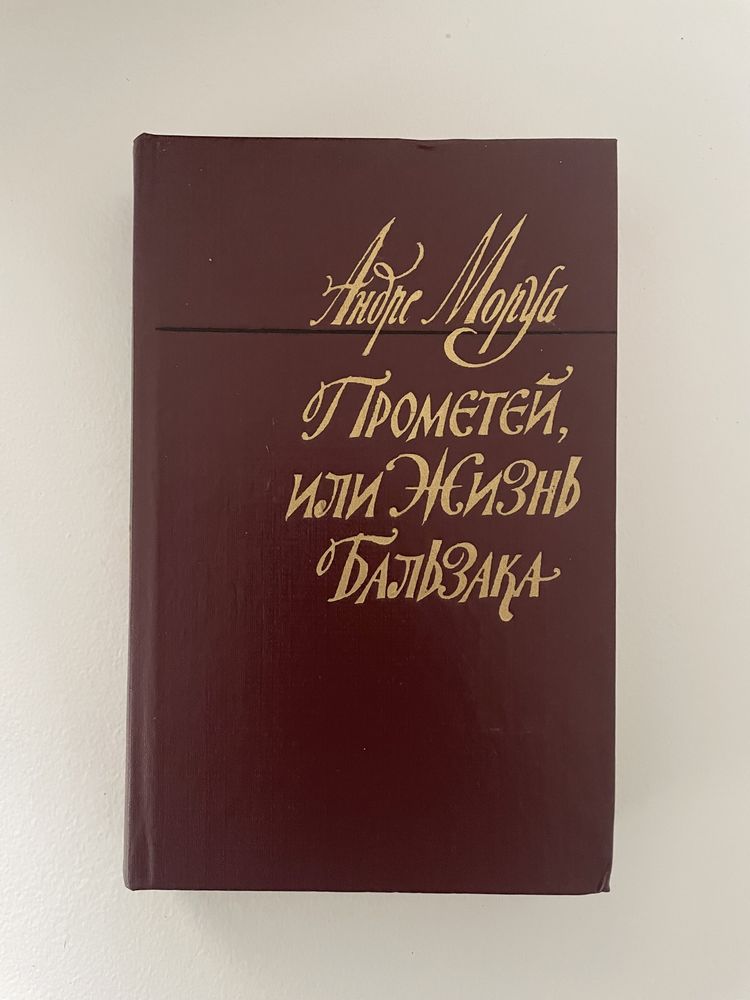 Андре Моруа
Прометей,
или Жизнь
Бальзака